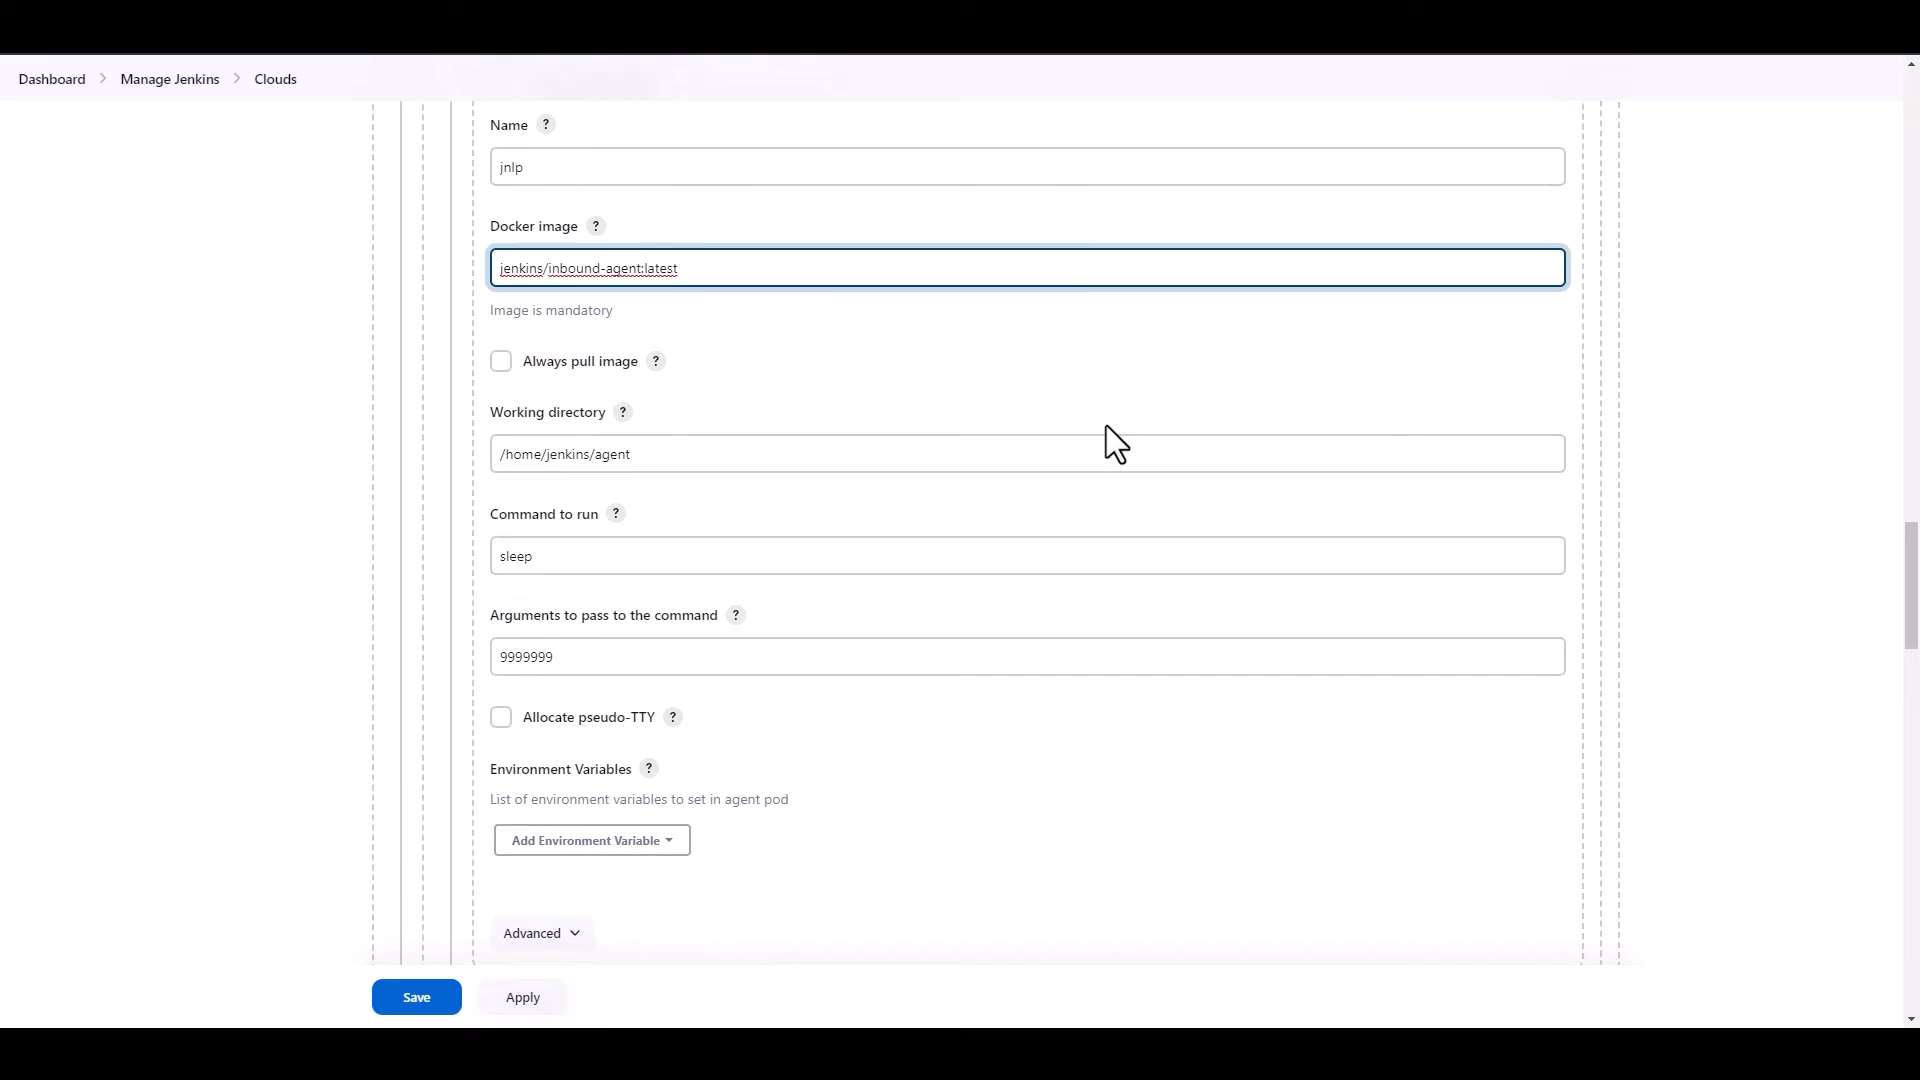 Dashboard > Manage Jenkins > Clouds
Name ?
jnlp
Docker image ?
jenkins/inbound-agent:latest
Image is mandatory
Always pull image ?
Working directory ?
/home/jenkins/agent
Command to run ?
sleep
Arguments to pass to the command ?
9999999
Allocate pseudo-TTY ?
Environment Variables ?
List of environment variables to set in agent pod
Add Environment Variable
Advanced
Save Apply